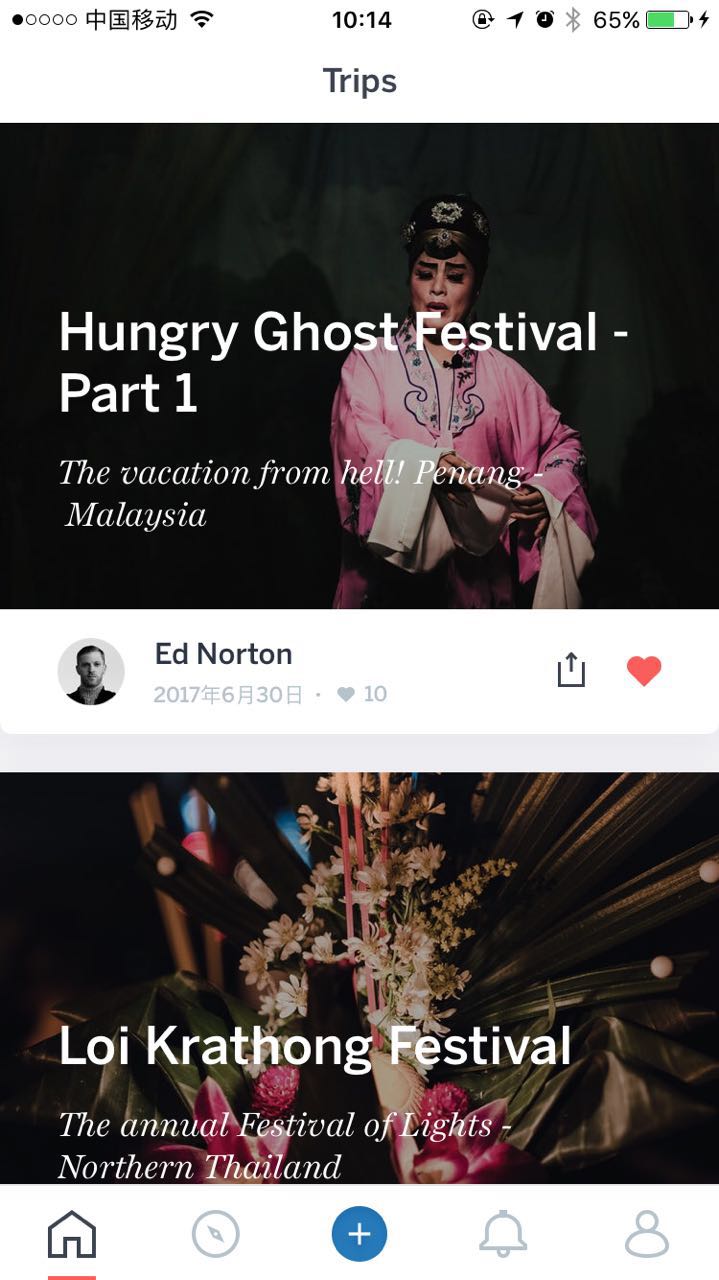 中国移动
10:14
65%
Trips
Hungry Ghost Festival -
Part 1
The vacation from hell! Penang -
Malaysia
Ed Norton
2017年6月30日 · 10
Loi Krathong Festival
The annual Festival of Lights -
Northern Thailand